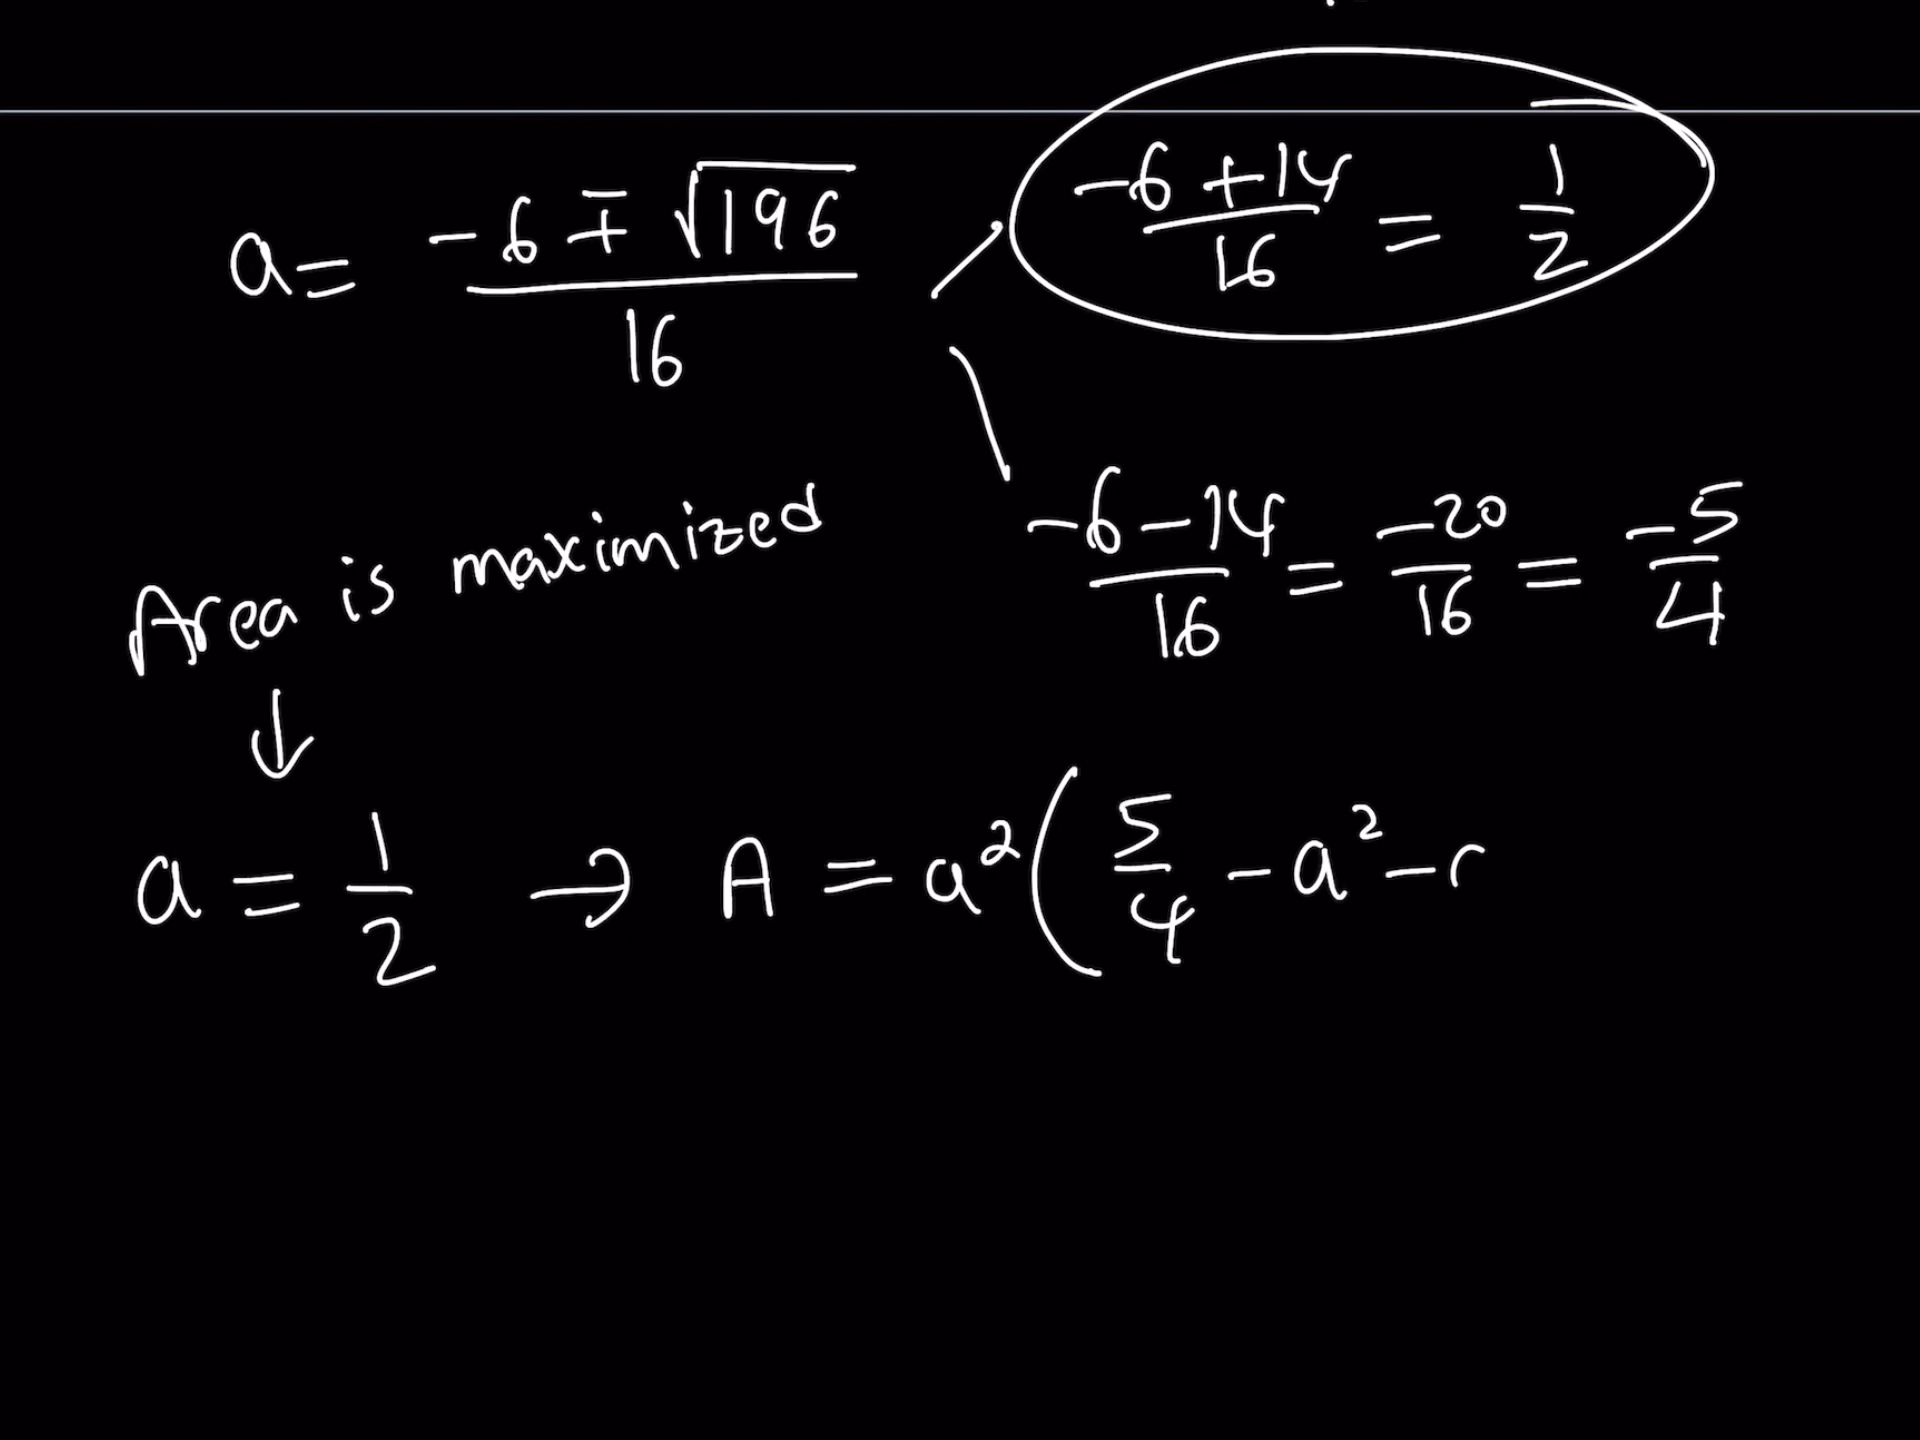 a = (-6 ∓ √196)/16
(-6 + 14)/16 = 1/2
(-6 - 14)/16 = -20/16 = -5/4
Area is maximized
↓
a = 1/2 → A = a²(5/4 - a² -